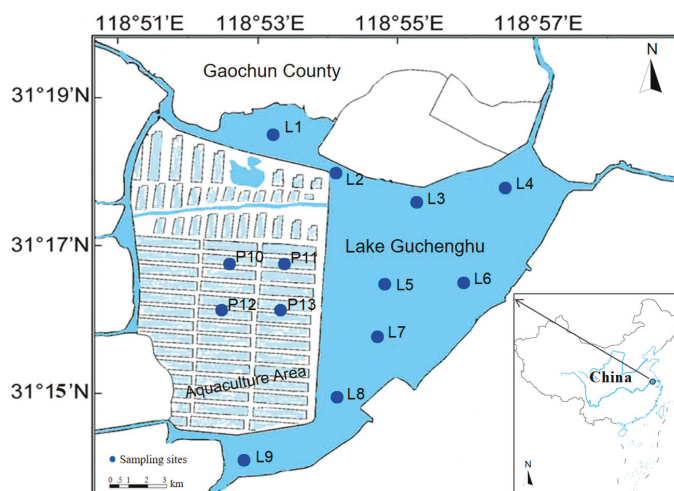 118°51'E 118°53'E 118°55'E 118°57'E
N
Gaochun County
31°19'N
L1
L2
L3
L4
Lake Guchenghu
31°17'N
P10
P11
L5
L6
P12
P13
L7
China
Aquaculture Area
31°15'N
L8
L9
Sampling sites
0 .5 1 2 3
km
N